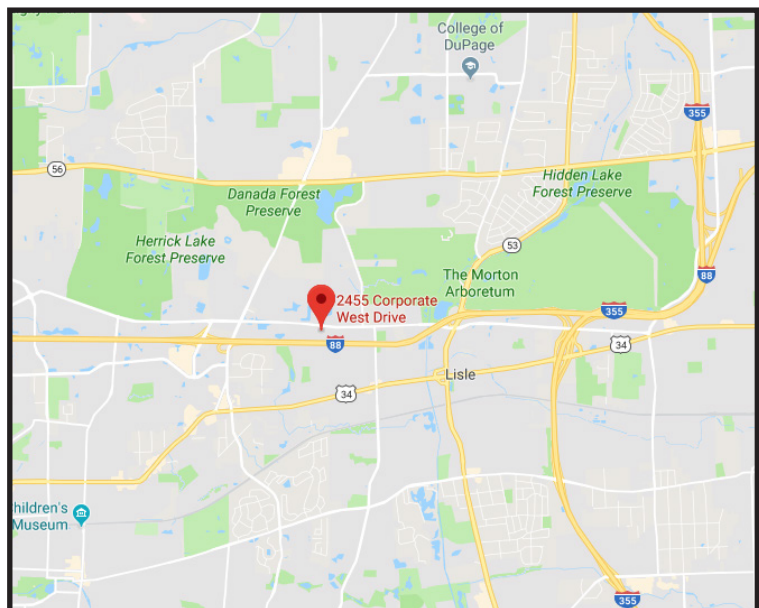 College of
DuPage
355
56
Hidden Lake
Forest Preserve
Danada Forest
Preserve
Herrick Lake
Forest Preserve
53
The Morton
Arboretum
88
2455 Corporate
West Drive
355
88
34
34
Lisle
hildren's
Museum
355